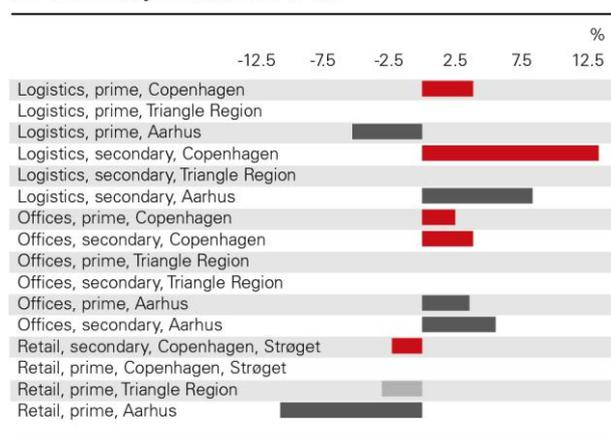 %
-12.5 -7.5 -2.5 2.5 7.5 12.5
Logistics, prime, Copenhagen
Logistics, prime, Triangle Region
Logistics, prime, Aarhus
Logistics, secondary, Copenhagen
Logistics, secondary, Triangle Region
Logistics, secondary, Aarhus
Offices, prime, Copenhagen
Offices, secondary, Copenhagen
Offices, prime, Triangle Region
Offices, secondary, Triangle Region
Offices, prime, Aarhus
Offices, secondary, Aarhus
Retail, secondary, Copenhagen, Strøget
Retail, prime, Copenhagen, Strøget
Retail, prime, Triangle Region
Retail, prime, Aarhus